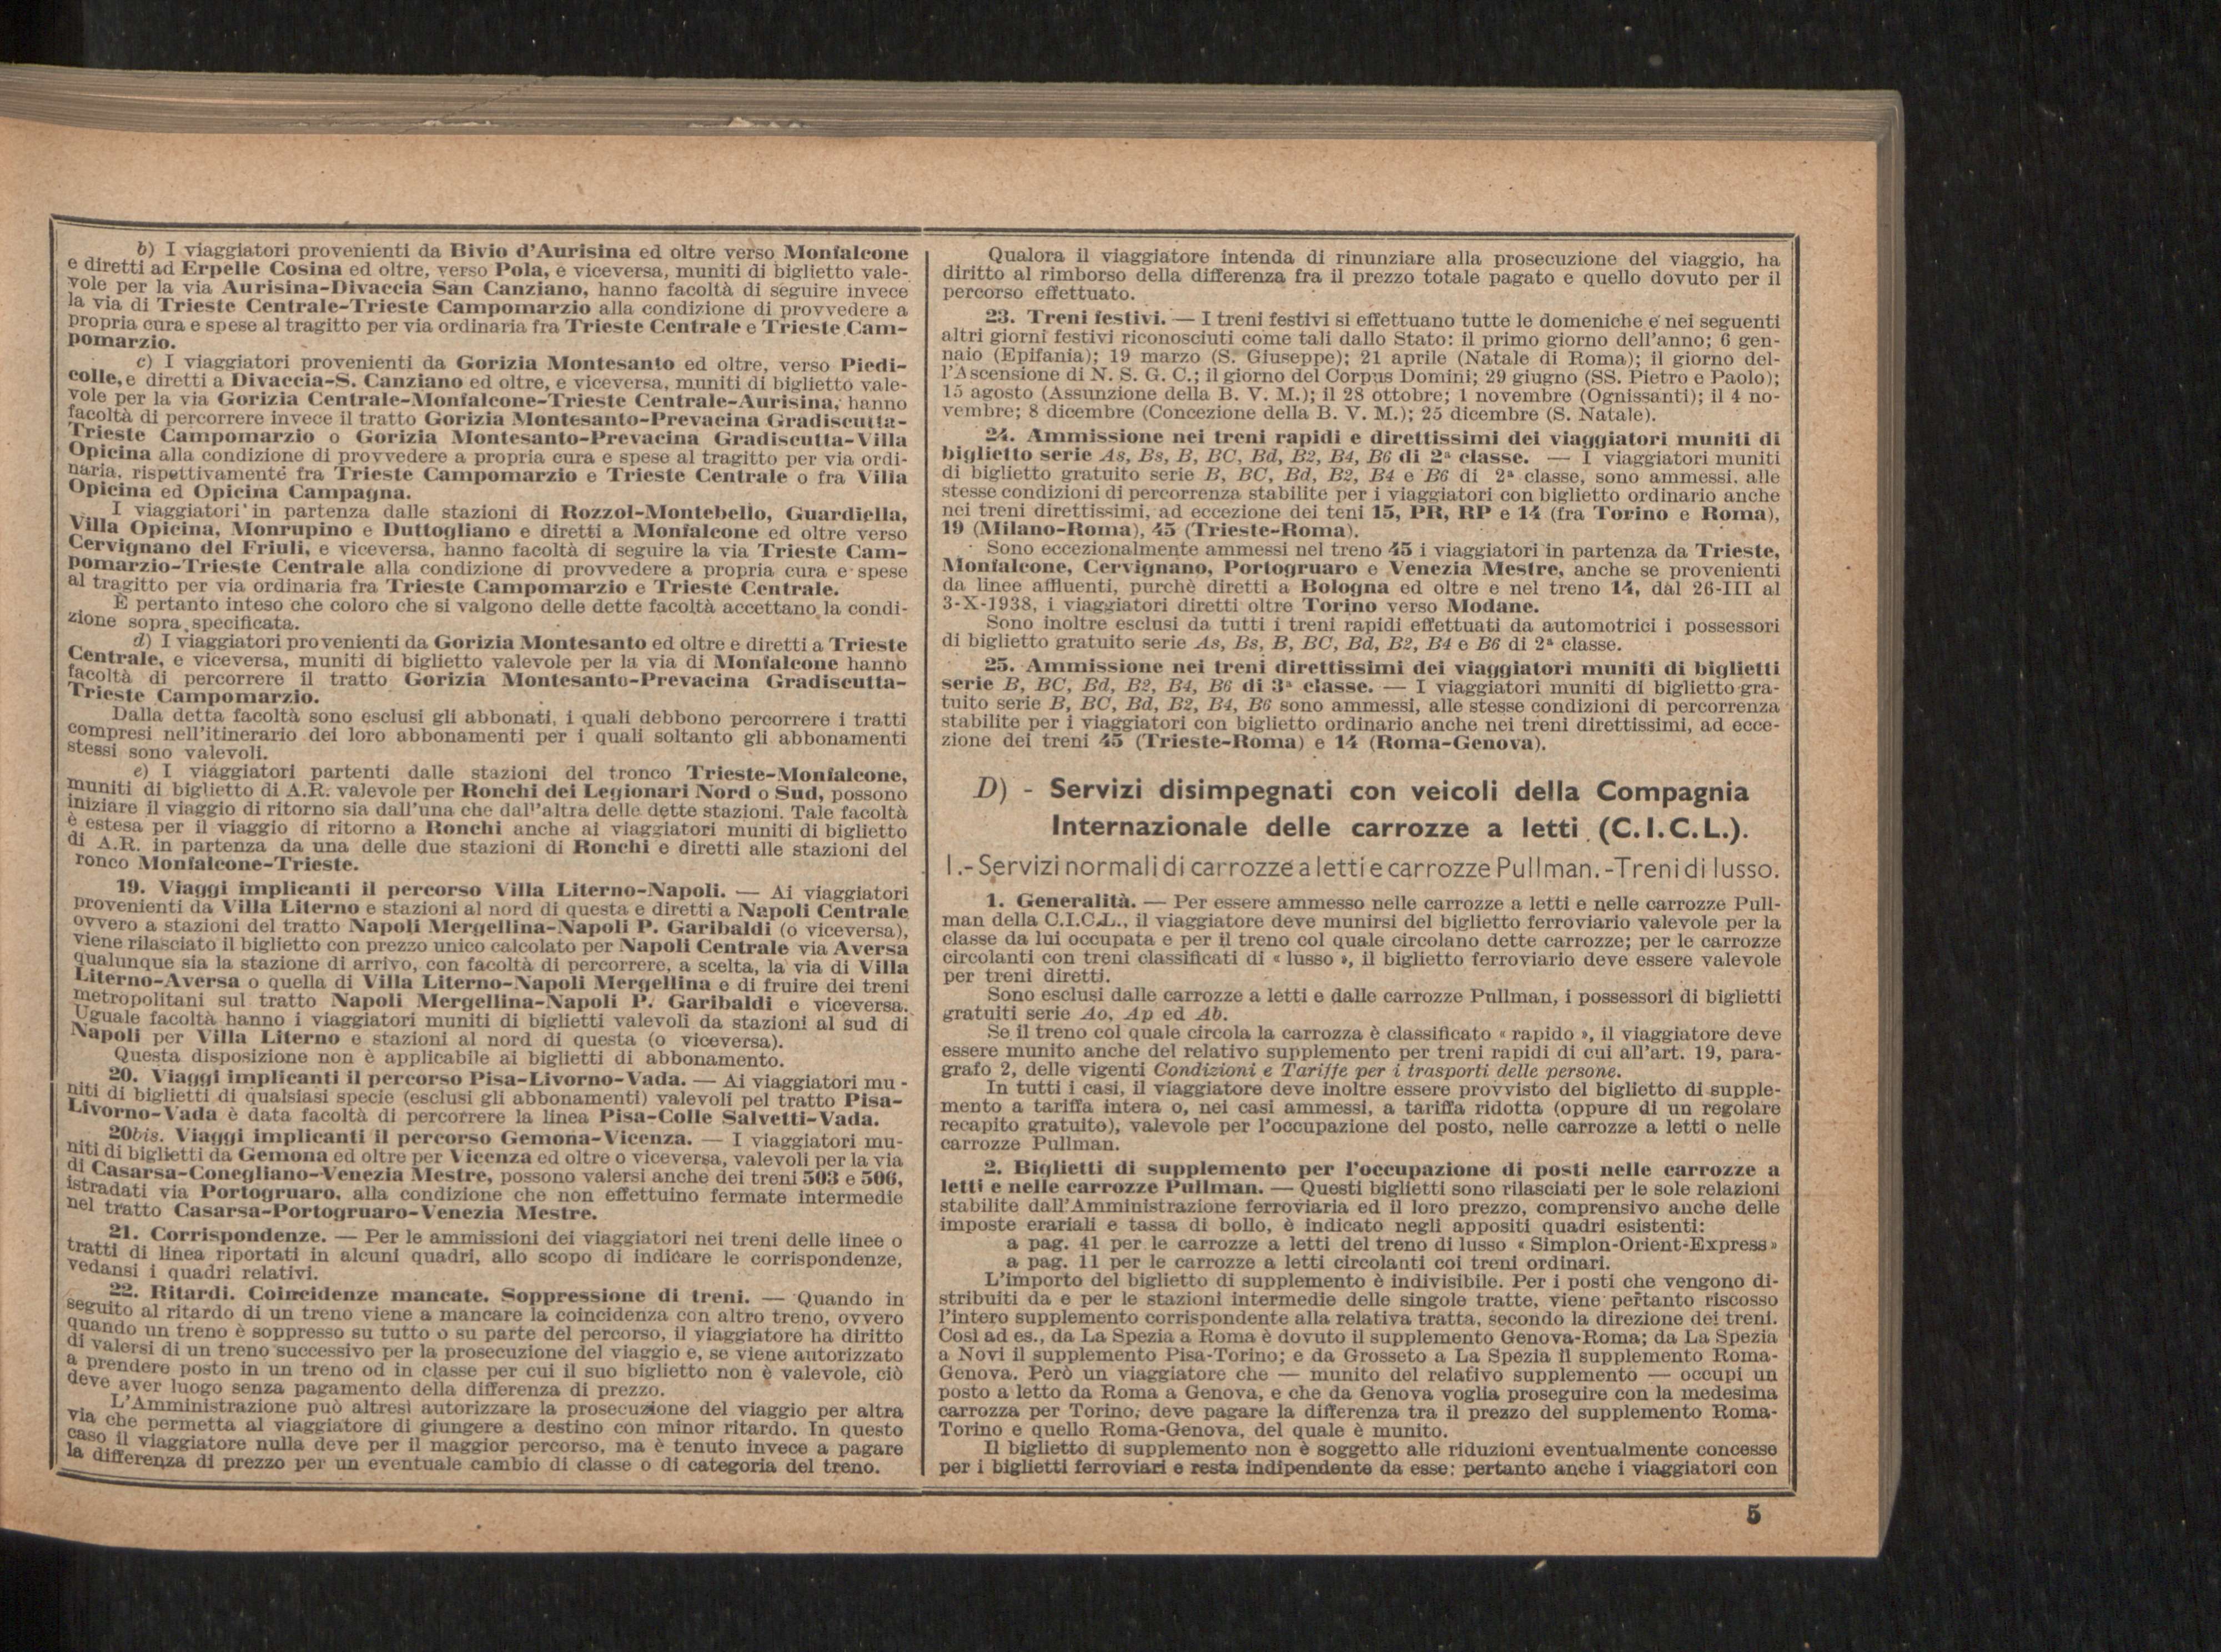 b) I viaggiatori provenienti da Bivio d'Aurisina ed oltre verso Monfalcone
e diretti ad Erpelle Cosina ed oltre, verso Pola, e viceversa, muniti di biglietto vale-
vole per la via Aurisina-Divaccia San Canziano, hanno facoltà di seguire invece
la via di Trieste Centrale-Trieste Campomarzio alla condizione di provvedere a
propria cura e spese al tragitto per via ordinaria fra Trieste Centrale e Trieste Cam-
pomarzio.
c) I viaggiatori provenienti da Gorizia Montesanto ed oltre, verso Piedi-
colle, e diretti a Divaccia-S. Canziano ed oltre, e viceversa, muniti di biglietto vale-
vole per la via Gorizia Centrale-Monfalcone-Trieste Centrale-Aurisina, hanno
facoltà di percorrere invece il tratto Gorizia Montesanto-Prevacina Gradiscutta-
Trieste Campomarzio o Gorizia Montesanto-Prevacina Gradiscutta-Villa
Opicina alla condizione di provvedere a propria cura e spese al tragitto per via ordi-
naria, rispettivamente fra Trieste Campomarzio e Trieste Centrale o fra Villa
Opicina ed Opicina Campagna.
I viaggiatori in partenza dalle stazioni di Rozzol-Montebello, Guardiella,
Villa Opicina, Monrupino e Duttogliano e diretti a Monfalcone ed oltre verso
Cervignano del Friuli, e viceversa, hanno facoltà di seguire la via Trieste Cam-
pomarzio-Trieste Centrale alla condizione di provvedere a propria cura e spese
al tragitto per via ordinaria fra Trieste Campomarzio e Trieste Centrale.
È pertanto inteso che coloro che si valgono delle dette facoltà accettano la condi-
zione sopra specificata.
d) I viaggiatori provenienti da Gorizia Montesanto ed oltre e diretti a Trieste
Centrale, e viceversa, muniti di biglietto valevole per la via di Monfalcone hanno
facoltà di percorrere il tratto Gorizia Montesanto-Prevacina Gradiscutta-
Trieste Campomarzio.
Dalla detta facoltà sono esclusi gli abbonati, i quali debbono percorrere i tratti
compresi nell'itinerario dei loro abbonamenti per i quali soltanto gli abbonamenti
stessi sono valevoli.
e) I viaggiatori partenti dalle stazioni del tronco Trieste-Monfalcone,
muniti di biglietto di A.R. valevole per Ronchi dei Legionari Nord o Sud, possono
iniziare il viaggio di ritorno sia dall'una che dall'altra delle dette stazioni. Tale facoltà
è estesa per il viaggio di ritorno a Ronchi anche ai viaggiatori muniti di biglietto
di A.R. in partenza da una delle due stazioni di Ronchi e diretti alle stazioni del
ronco Monfalcone-Trieste.
19. Viaggi implicanti il percorso Villa Literno-Napoli. — Ai viaggiatori
provenienti da Villa Literno e stazioni al nord di questa e diretti a Napoli Centrale
ovvero a stazioni del tratto Napoli Mergellina-Napoli P. Garibaldi (o viceversa),
viene rilasciato il biglietto con prezzo unico calcolato per Napoli Centrale via Aversa
qualunque sia la stazione di arrivo, con facoltà di percorrere, a scelta, la via di Villa
Literno-Aversa o quella di Villa Literno-Napoli Mergellina e di fruire dei treni
metropolitani sul tratto Napoli Mergellina-Napoli P. Garibaldi e viceversa.
Uguale facoltà hanno i viaggiatori muniti di biglietti valevoli da stazioni al sud di
Napoli per Villa Literno e stazioni al nord di questa (o viceversa).
Questa disposizione non è applicabile ai biglietti di abbonamento.
20. Viaggi implicanti il percorso Pisa-Livorno-Vada. — Ai viaggiatori mu -
niti di biglietti di qualsiasi specie (esclusi gli abbonamenti) valevoli pel tratto Pisa-
Livorno-Vada è data facoltà di percorrere la linea Pisa-Colle Salvetti-Vada.
20bis. Viaggi implicanti il percorso Gemona-Vicenza. — I viaggiatori mu-
niti di biglietti da Gemona ed oltre per Vicenza ed oltre o viceversa, valevoli per la via
di Casarsa-Conegliano-Venezia Mestre, possono valersi anche dei treni 503 e 506,
istradati via Portogruaro, alla condizione che non effettuino fermate intermedie
nel tratto Casarsa-Portogruaro-Venezia Mestre.
21. Corrispondenze. — Per le ammissioni dei viaggiatori nei treni delle linee o
tratti di linea riportati in alcuni quadri, allo scopo di indicare le corrispondenze,
vedansi i quadri relativi.
22. Ritardi. Coincidenze mancate. Soppressione di treni. — Quando in
seguito al ritardo di un treno viene a mancare la coincidenza con altro treno, ovvero
quando un treno è soppresso su tutto o su parte del percorso, il viaggiatore ha diritto
di valersi di un treno successivo per la prosecuzione del viaggio e, se viene autorizzato
a prendere posto in un treno od in classe per cui il suo biglietto non è valevole, ciò
deve aver luogo senza pagamento della differenza di prezzo.
L'Amministrazione può altresì autorizzare la prosecuzione del viaggio per altra
via che permetta al viaggiatore di giungere a destino con minor ritardo. In questo
caso il viaggiatore nulla deve per il maggior percorso, ma è tenuto invece a pagare
la differenza di prezzo per un eventuale cambio di classe o di categoria del treno.
Qualora il viaggiatore intenda di rinunziare alla prosecuzione del viaggio, ha
diritto al rimborso della differenza fra il prezzo totale pagato e quello dovuto per il
percorso effettuato.
23. Treni festivi. — I treni festivi si effettuano tutte le domeniche e nei seguenti
altri giorni festivi riconosciuti come tali dallo Stato: il primo giorno dell'anno; 6 gen-
naio (Epifania); 19 marzo (S. Giuseppe); 21 aprile (Natale di Roma); il giorno del-
l'Ascensione di N. S. G. C.; il giorno del Corpus Domini; 29 giugno (SS. Pietro e Paolo);
15 agosto (Assunzione della B. V. M.); il 28 ottobre; 1 novembre (Ognissanti); il 4 no-
vembre; 8 dicembre (Concezione della B. V. M.); 25 dicembre (S. Natale).
24. Ammissione nei treni rapidi e direttissimi dei viaggiatori muniti di
biglietto serie As, Bs, B, BC, Bd, B2, B4, B6 di 2ª classe. — I viaggiatori muniti
di biglietto gratuito serie B, BC, Bd, B2, B4 e B6 di 2ª classe, sono ammessi, alle
stesse condizioni di percorrenza stabilite per i viaggiatori con biglietto ordinario anche
nei treni direttissimi, ad eccezione dei teni 15, PR, RP e 14 (fra Torino e Roma),
19 (Milano-Roma), 45 (Trieste-Roma).
Sono eccezionalmente ammessi nel treno 45 i viaggiatori in partenza da Trieste,
Monfalcone, Cervignano, Portogruaro e Venezia Mestre, anche se provenienti
da linee affluenti, purchè diretti a Bologna ed oltre e nel treno 14, dal 26-III al
3-X-1938, i viaggiatori diretti oltre Torino verso Modane.
Sono inoltre esclusi da tutti i treni rapidi effettuati da automotrici i possessori
di biglietto gratuito serie As, Bs, B, BC, Bd, B2, B4 e B6 di 2ª classe.
25. Ammissione nei treni direttissimi dei viaggiatori muniti di biglietti
serie B, BC, Bd, B2, B4, B6 di 3ª classe. — I viaggiatori muniti di biglietto gra-
tuito serie B, BC, Bd, B2, B4, B6 sono ammessi, alle stesse condizioni di percorrenza
stabilite per i viaggiatori con biglietto ordinario anche nei treni direttissimi, ad ecce-
zione dei treni 45 (Trieste-Roma) e 14 (Roma-Genova).
D) - Servizi disimpegnati con veicoli della Compagnia
Internazionale delle carrozze a letti (C.I.C.L.).
I.- Servizi normali di carrozze a letti e carrozze Pullman. - Treni di lusso.
1. Generalità. — Per essere ammesso nelle carrozze a letti e nelle carrozze Pull-
man della C.I.C.L., il viaggiatore deve munirsi del biglietto ferroviario valevole per la
classe da lui occupata e per il treno col quale circolano dette carrozze; per le carrozze
circolanti con treni classificati di « lusso », il biglietto ferroviario deve essere valevole
per treni diretti.
Sono esclusi dalle carrozze a letti e dalle carrozze Pullman, i possessori di biglietti
gratuiti serie Ao, Ap ed Ab.
Se il treno col quale circola la carrozza è classificato « rapido », il viaggiatore deve
essere munito anche del relativo supplemento per treni rapidi di cui all'art. 19, para-
grafo 2, delle vigenti Condizioni e Tariffe per i trasporti delle persone.
In tutti i casi, il viaggiatore deve inoltre essere provvisto del biglietto di supple-
mento a tariffa intera o, nei casi ammessi, a tariffa ridotta (oppure di un regolare
recapito gratuito), valevole per l'occupazione del posto, nelle carrozze a letti o nelle
carrozze Pullman.
2. Biglietti di supplemento per l'occupazione di posti nelle carrozze a
letti e nelle carrozze Pullman. — Questi biglietti sono rilasciati per le sole relazioni
stabilite dall'Amministrazione ferroviaria ed il loro prezzo, comprensivo anche delle
imposte erariali e tassa di bollo, è indicato negli appositi quadri esistenti:
a pag. 41 per le carrozze a letti del treno di lusso « Simplon-Orient-Express »
a pag. 11 per le carrozze a letti circolanti coi treni ordinari.
L'importo del biglietto di supplemento è indivisibile. Per i posti che vengono di-
stribuiti da e per le stazioni intermedie delle singole tratte, viene pertanto riscosso
l'intero supplemento corrispondente alla relativa tratta, secondo la direzione dei treni.
Così ad es., da La Spezia a Roma è dovuto il supplemento Genova-Roma; da La Spezia
a Novi il supplemento Pisa-Torino; e da Grosseto a La Spezia il supplemento Roma-
Genova. Però un viaggiatore che — munito del relativo supplemento — occupi un
posto a letto da Roma a Genova, e che da Genova voglia proseguire con la medesima
carrozza per Torino, deve pagare la differenza tra il prezzo del supplemento Roma-
Torino e quello Roma-Genova, del quale è munito.
Il biglietto di supplemento non è soggetto alle riduzioni eventualmente concesse
per i biglietti ferroviari e resta indipendente da esse; pertanto anche i viaggiatori con
5